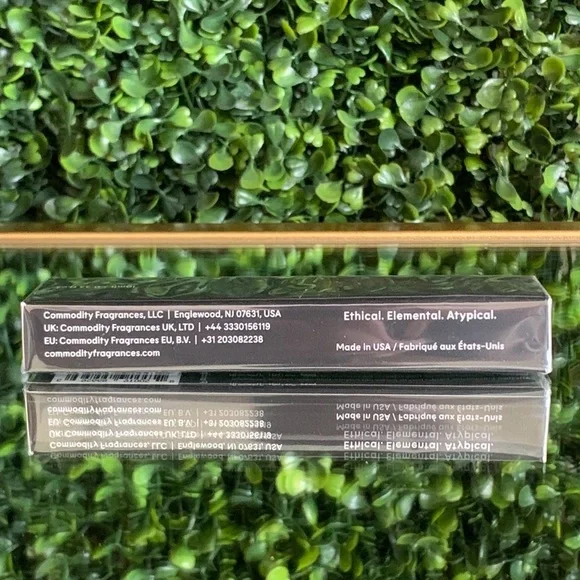 Commodity Fragrances, LLC | Englewood, NJ 07631, USA
UK: Commodity Fragrances UK, LTD | +44 3330156119
EU: Commodity Fragrances EU, B.V. | +31 203082238
commodityfragrances.com
Ethical. Elemental. Atypical.
Made in USA / Fabriqué aux États-Unis